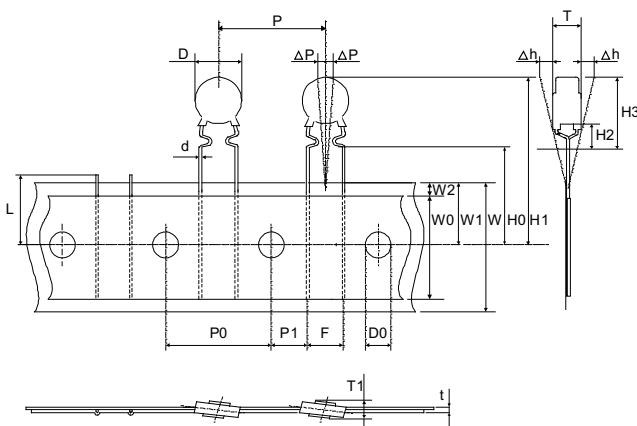 P
T
D
ΔP ΔP
Δh Δh
H3
H2
d
L
W2
W0 W1 W H0 H1
P0 P1 F D0
T1
t